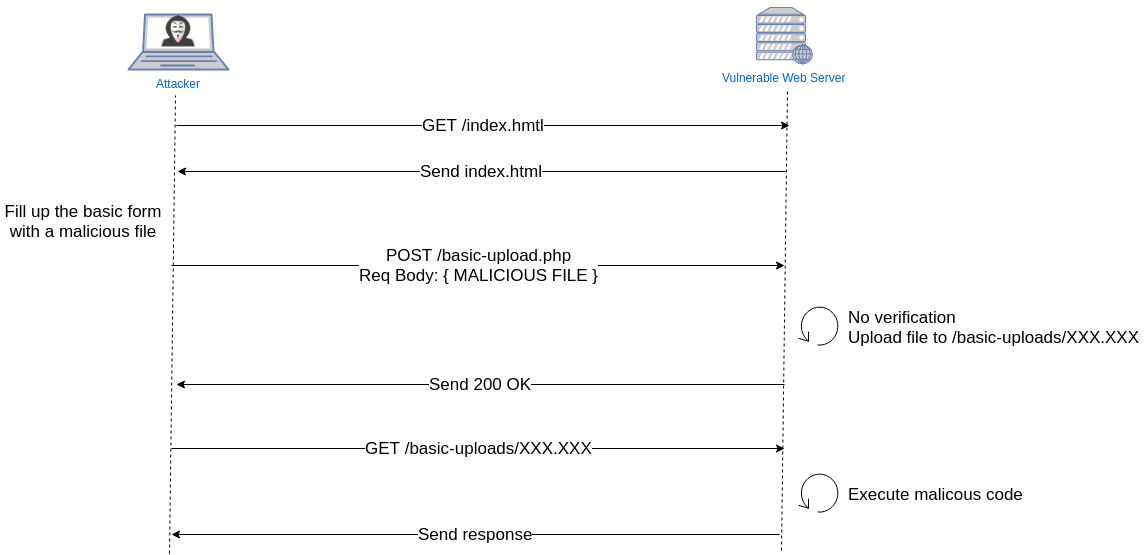 Attacker
Vulnerable Web Server
GET /index.hmtl
Send index.html
Fill up the basic form
with a malicious file
POST /basic-upload.php
Req Body: { MALICIOUS FILE }
No verification
Upload file to /basic-uploads/XXX.XXX
Send 200 OK
GET /basic-uploads/XXX.XXX
Execute malicous code
Send response